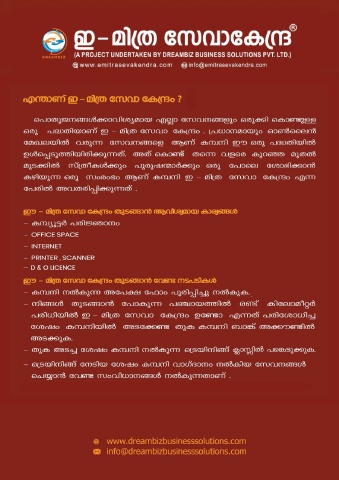 ഇ – മിത്ര സേവാകേന്ദ്ര ®
DREAMBIZ
(A PROJECT UNDERTAKEN BY DREAMBIZ BUSINESS SOLUTIONS PVT. LTD.)
www.emitrasevakendra.com info@emitrasevakendra.com
എന്താണ് ഇ – മിത്ര സേവാ കേന്ദ്രം ?
പൊതുജനങ്ങൾക്കാവിശ്യമായ എല്ലാ സേവനങ്ങളും ഒരുക്കി കൊണ്ടുള്ള
ഒരു പദ്ധതിയാണ് ഇ – മിത്ര സേവാ കേന്ദ്രം . പ്രധാനമായും ഓൺലൈൻ
മേഖലയിൽ വരുന്ന സേവനങ്ങളെ ആണ് കമ്പനി ഈ ഒരു പദ്ധതിയിൽ
ഉൾപ്പെടുത്തിയിരിക്കുന്നത്. അത് കൊണ്ട് തന്നെ വളരെ കുറഞ്ഞ മുതൽ
മുടക്കിൽ സ്ത്രീകൾക്കും പുരുഷന്മാർക്കും ഒരു പോലെ ശോഭിക്കാൻ
കഴിയുന്ന ഒരു സംരംഭം ആണ് കമ്പനി ഇ – മിത്ര സേവാ കേന്ദ്രം എന്ന
പേരിൽ അവതരിപ്പിക്കുന്നത് .
ഈ – മിത്ര സേവ കേന്ദ്രം തുടങ്ങാൻ ആവിശ്യമായ കാര്യങ്ങൾ
– കമ്പ്യൂട്ടർ പരിജ്ഞാനം
– OFFICE SPACE
– INTERNET
– PRINTER , SCANNER
– D & O LICENCE
ഈ – മിത്ര സേവ കേന്ദ്രം തുടങ്ങാൻ വേണ്ട നടപടികൾ
– കമ്പനി നൽകുന്ന അപേക്ഷ ഫോം പൂരിപ്പിച്ചു നൽകുക.
– നിങ്ങൾ തുടങ്ങാൻ പോകുന്ന പഞ്ചായത്തിൽ രണ്ട് കിലോമീറ്റർ
പരിധിയിൽ ഇ – മിത്ര സേവാ കേന്ദ്രം ഉണ്ടോ എന്നത് പരിശോധിച്ച
ശേഷം കമ്പനിയിൽ അടക്കേണ്ട തുക കമ്പനി ബാങ്ക് അക്കൗണ്ടിൽ
അടക്കുക.
– തുക അടച്ച ശേഷം കമ്പനി നൽകുന്ന ട്രെയിനിങ്ങ് ക്ലാസ്സിൽ പങ്കെടുക്കുക.
– ട്രെയിനിങ്ങ് നേടിയ ശേഷം കമ്പനി വാഗ്ദാനം നൽകിയ സേവനങ്ങൾ
ചെയ്യാൻ വേണ്ട സംവിധാനങ്ങൾ നൽകുന്നതാണ് .
www.dreambizbusinesssolutions.com
info@dreambizbusinesssolutions.com